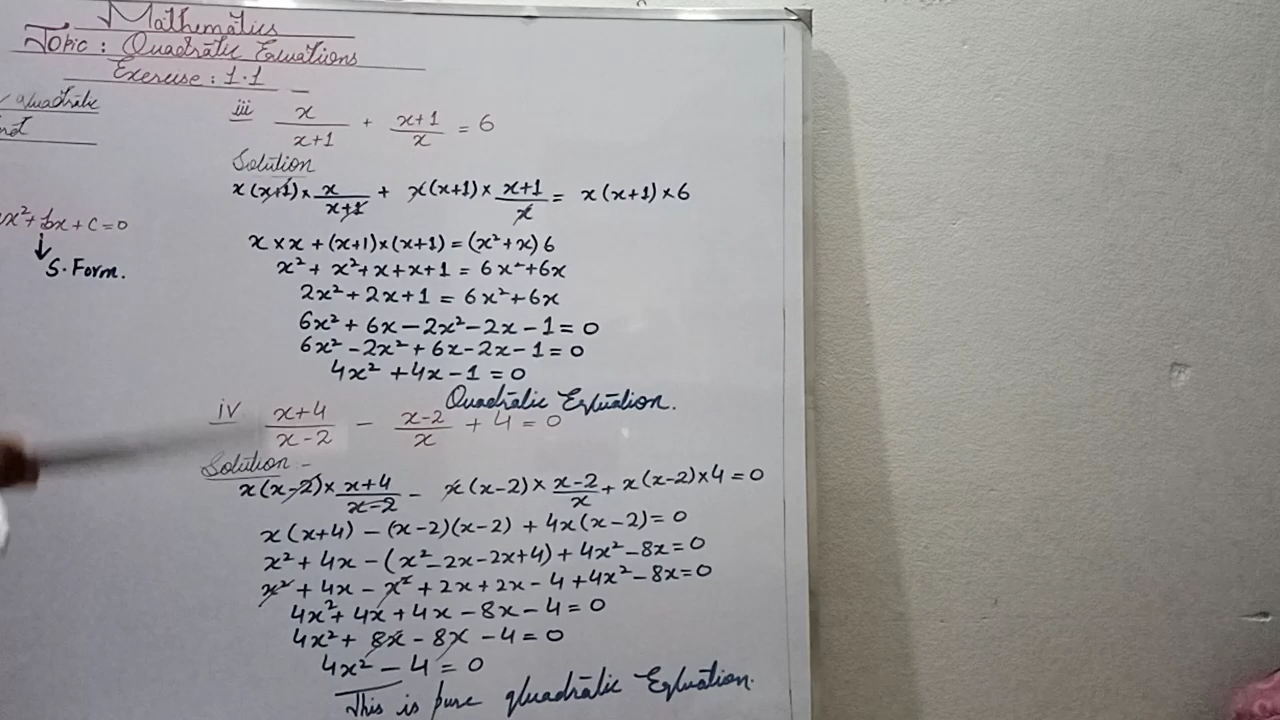 Mathematics
Topic: Quadratic Equations
Exercise: 1.1
quadratic
x²+bx+c=0
S. Form.
iii x/(x+1) + (x+1)/x = 6
Solution
x(x+1)× x/(x+1) + x(x+1)× (x+1)/x = x(x+1)×6
x×x+(x+1)×(x+1)=(x²+x)6
x²+x²+x+x+1=6x²+6x
2x²+2x+1=6x²+6x
6x²+6x-2x²-2x-1=0
6x²-2x²+6x-2x-1=0
4x²+4x-1=0
Quadratic Equation.
iv (x+4)/(x-2) - (x-2)/x + 4 = 0
Solution-
x(x-2)× (x+4)/(x-2) - x(x-2)× (x-2)/x + x(x-2)×4=0
x(x+4)-(x-2)(x-2)+4x(x-2)=0
x²+4x-(x²-2x-2x+4)+4x²-8x=0
x²+4x-x²+2x+2x-4+4x²-8x=0
4x²+4x+4x-8x-4=0
4x²+8x-8x-4=0
4x²-4=0
This is pure quadratic Equation.